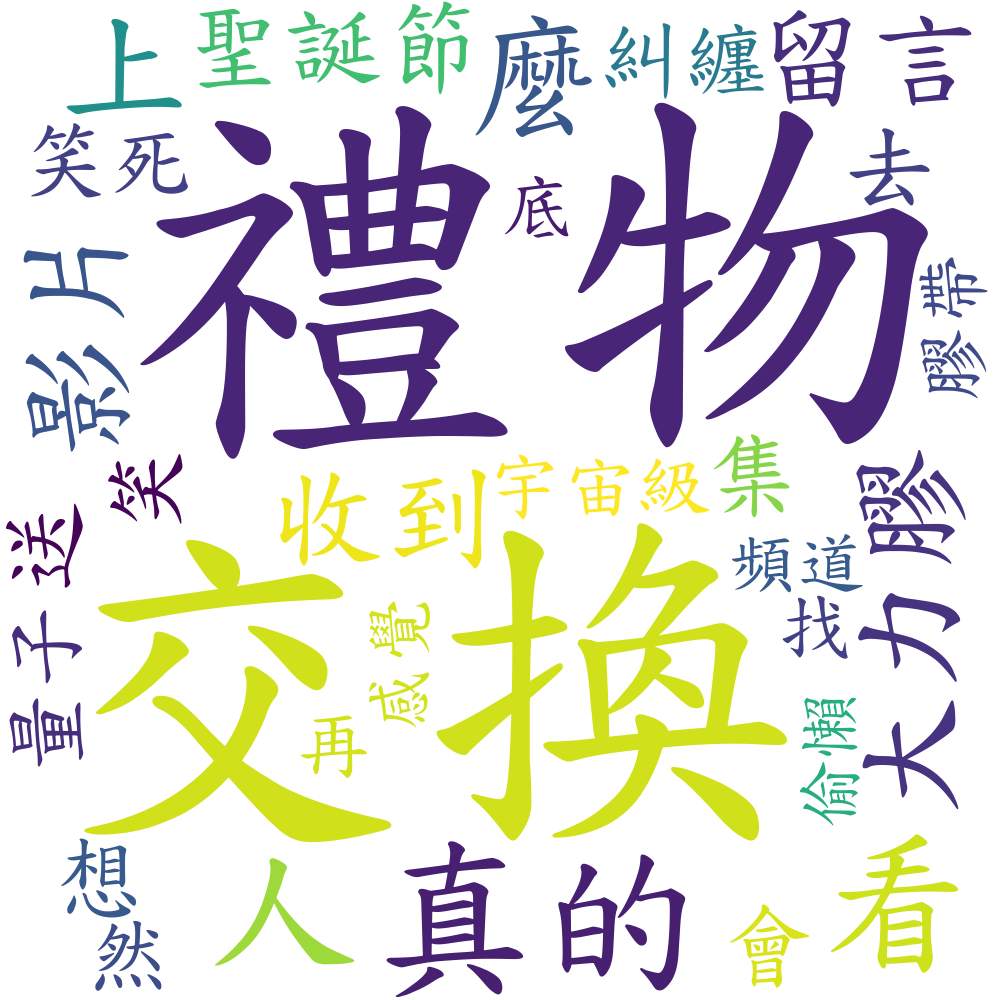 上
聖誕節
麼
糾纏
留言
笑死
禮物
底
去
影片
膠帶
收到
宇宙級
集
大力膠
笑
送
交換
頻道
找
量子
感覺
再
偷懶
想
然
人
真的
會
看